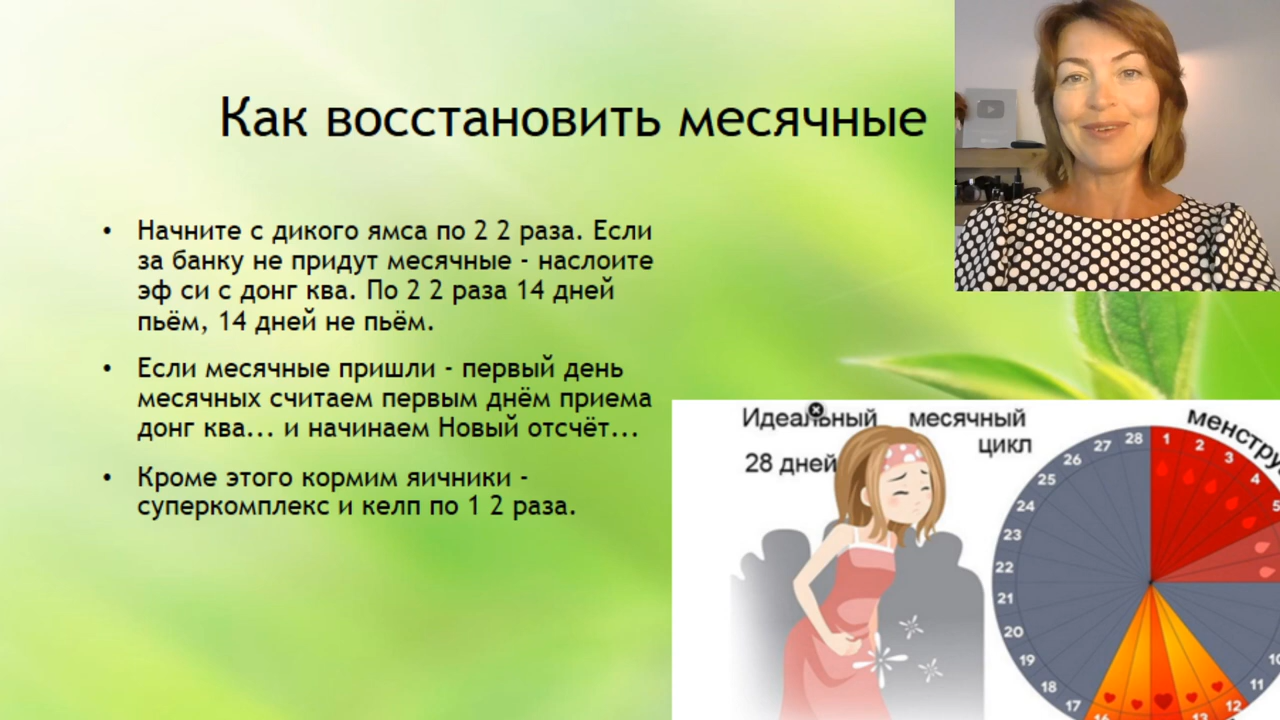 Как восстановить месячные
• Начните с дикого ямса по 2 2 раза. Если
за банку не придут месячные - наслоите
эф си с донг ква. По 2 2 раза 14 дней
пьём, 14 дней не пьём.
• Если месячные пришли - первый день
месячных считаем первым днём приема
донг ква... и начинаем Новый отсчёт...
• Кроме этого кормим яичники -
суперкомплекс и келп по 1 2 раза.
Идеальный месячный
цикл
28 дней
менстру
1
2
3
4
5
10
11
12
13
16
17
18
19
20
21
22
23
24
25
26
27
28